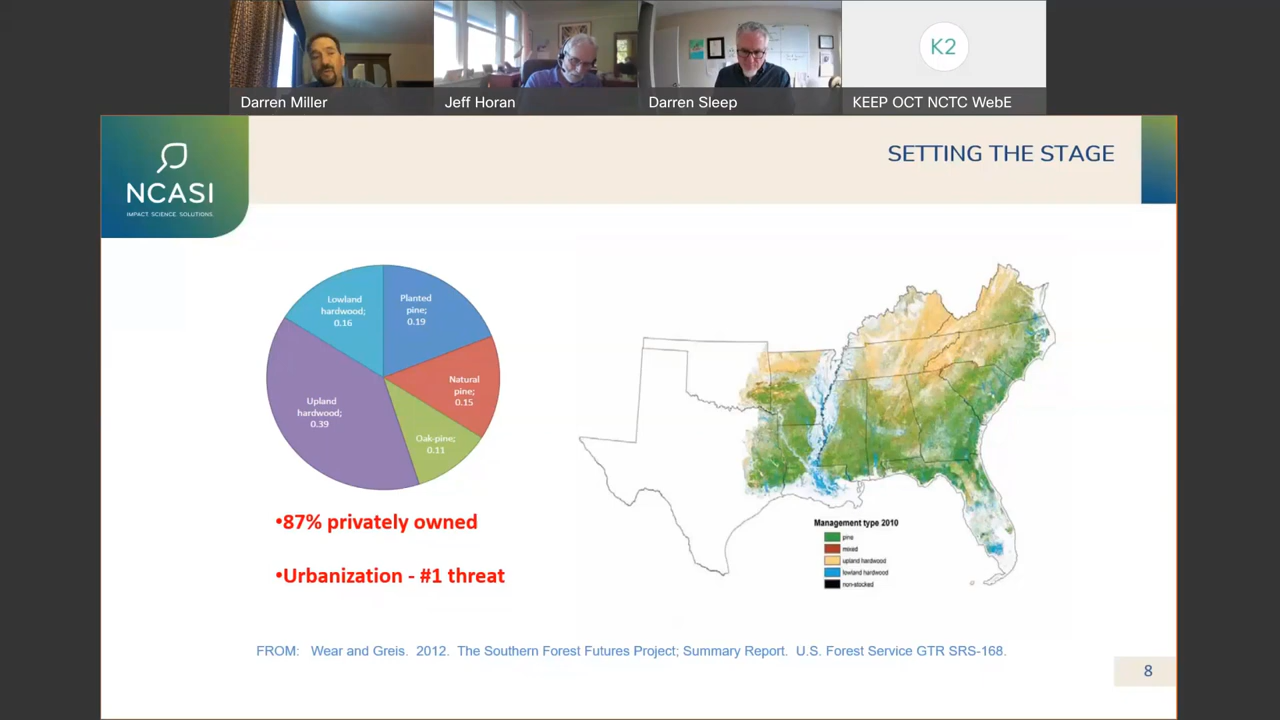 K2
Darren Miller
Jeff Horan
Darren Sleep
KEEP OCT NCTC WebE
NCASI
IMPACT SCIENCE. SOLUTIONS.
SETTING THE STAGE
Lowland
hardwood;
0.16
Planted
pine;
0.19
Natural
pine;
0.15
Upland
hardwood;
0.39
Oak-pine;
0.11
•87% privately owned
•Urbanization - #1 threat
Management type 2010
pine
mixed
upland hardwood
lowland hardwood
non-stocked
FROM: Wear and Greis. 2012. The Southern Forest Futures Project; Summary Report. U.S. Forest Service GTR SRS-168.
8